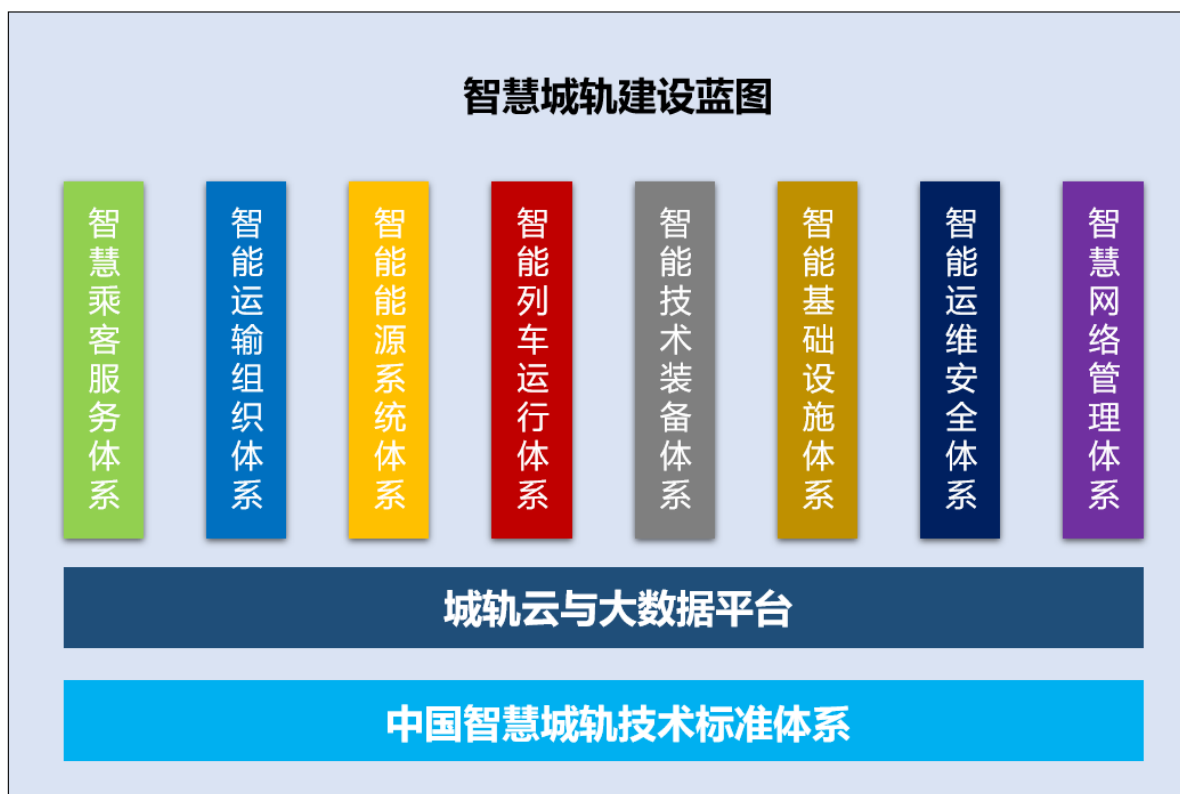 智慧城轨建设蓝图
智慧乘客服务体系
智能运输组织体系
智能能源系统体系
智能列车运行体系
智能技术装备体系
智能基础设施体系
智能运维安全体系
智慧网络管理体系
城轨云与大数据平台
中国智慧城轨技术标准体系